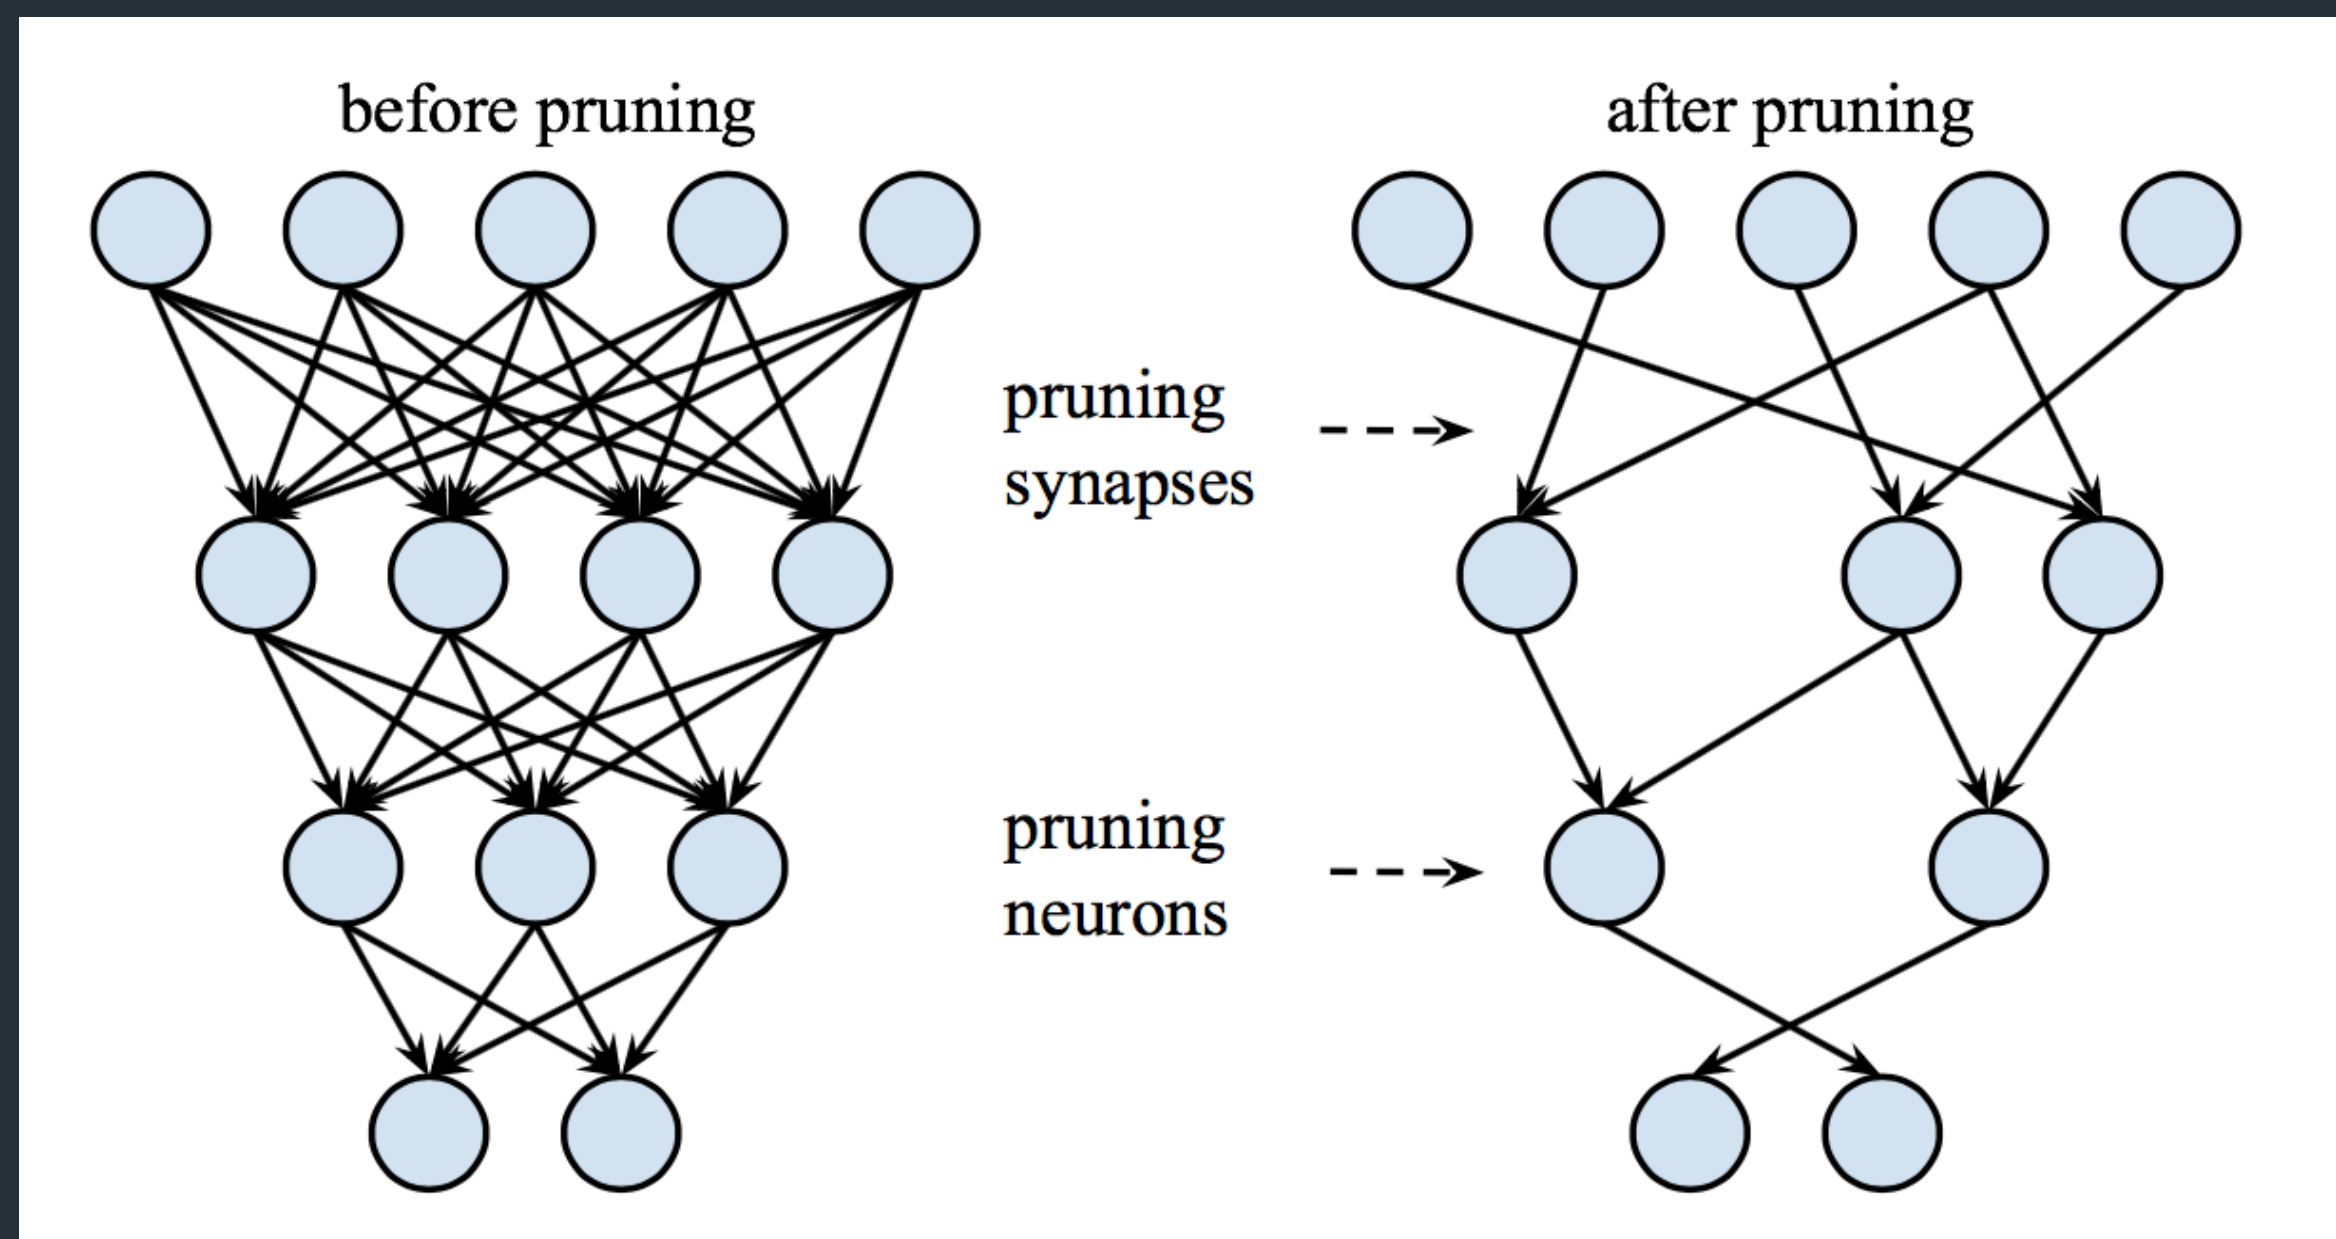 before pruning
after pruning
pruning
synapses
pruning
neurons